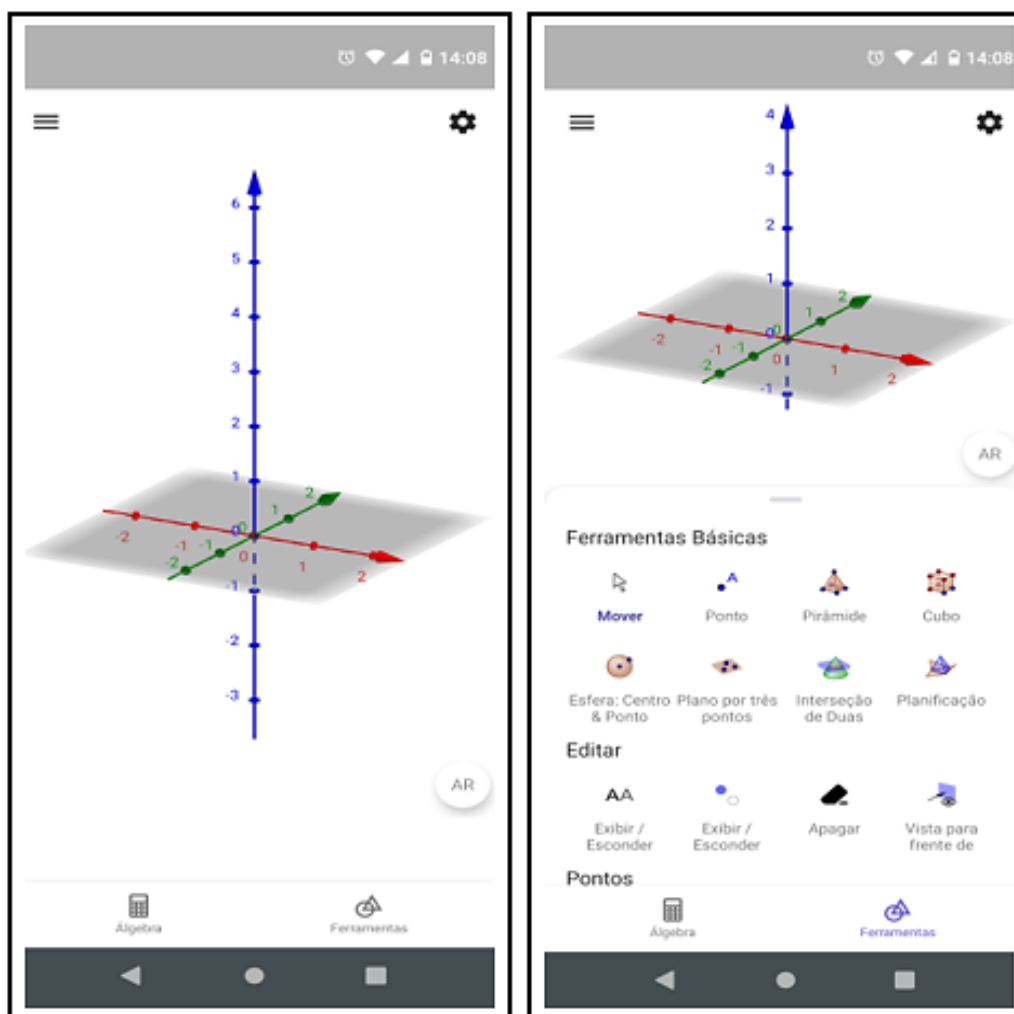 14:08
6
5
4
3
2
1
0
-1
-2
-3
-2
-1
0
1
2
-2
-1
0
1
2
AR
Álgebra
Ferramentas
14:08
4
3
2
1
0
-1
-2
-1
0
1
2
-2
-1
0
1
2
AR
Ferramentas Básicas
Mover Ponto Pirâmide Cubo
Esfera: Centro Plano por três Interseção Planificação
& Ponto pontos de Duas
Editar
AA
Exibir / Exibir / Apagar Vista para
Esconder Esconder frente de
Pontos
Álgebra
Ferramentas